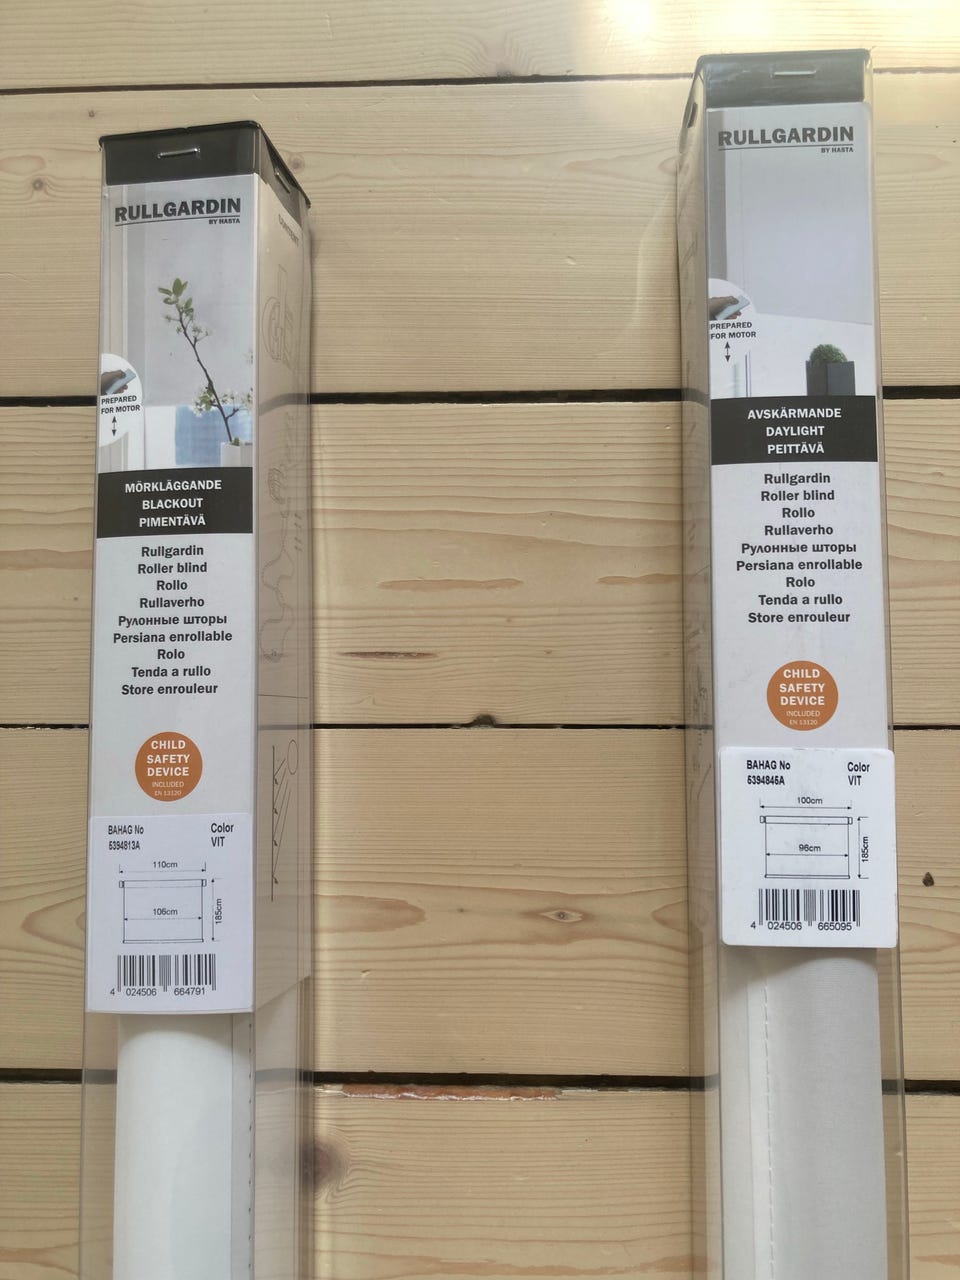 RULLGARDIN
BY HASTA
CONTENT
PREPARED
FOR MOTOR
MÖRKLÄGGANDE
BLACKOUT
PIMENTÄVÄ
Rullgardin
Roller blind
Rollo
Rullaverho
Рулонные шторы
Persiana enrollable
Rolo
Tenda a rullo
Store enrouleur
CHILD
SAFETY
DEVICE
INCLUDED
EN 13120
BAHAG No
5394813A
Color
VIT
110cm
106cm
185cm
4 024506 664791
RULLGARDIN
BY HASTA
PREPARED
FOR MOTOR
AVSKÄRMANDE
DAYLIGHT
PEITTÄVÄ
Rullgardin
Roller blind
Rollo
Rullaverho
Рулонные шторы
Persiana enrollable
Rolo
Tenda a rullo
Store enrouleur
CHILD
SAFETY
DEVICE
INCLUDED
EN 13120
BAHAG No
5394846A
Color
VIT
100cm
96cm
185cm
4 024506 665095